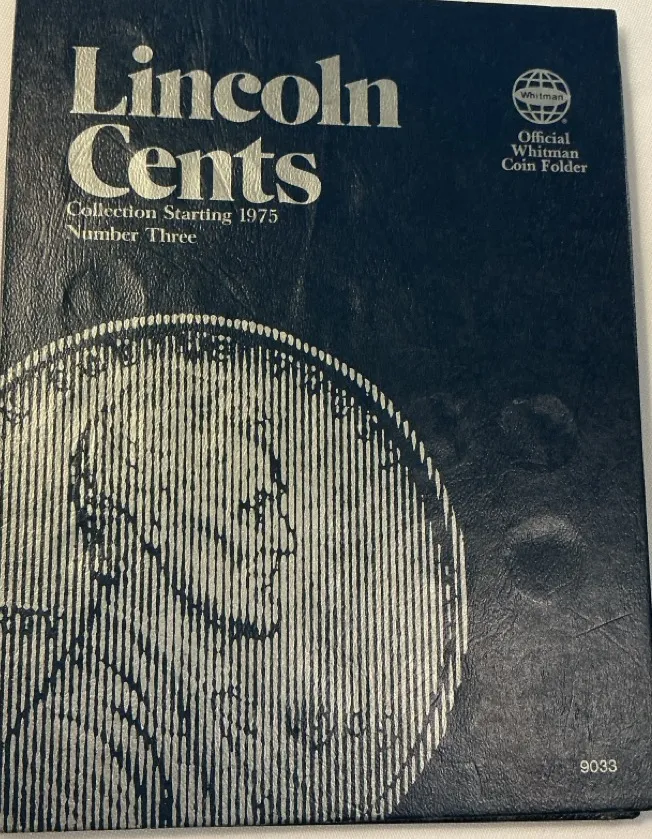 Lincoln
Cents
Collection Starting 1975
Number Three
Whitman
®
Official
Whitman
Coin Folder
9033